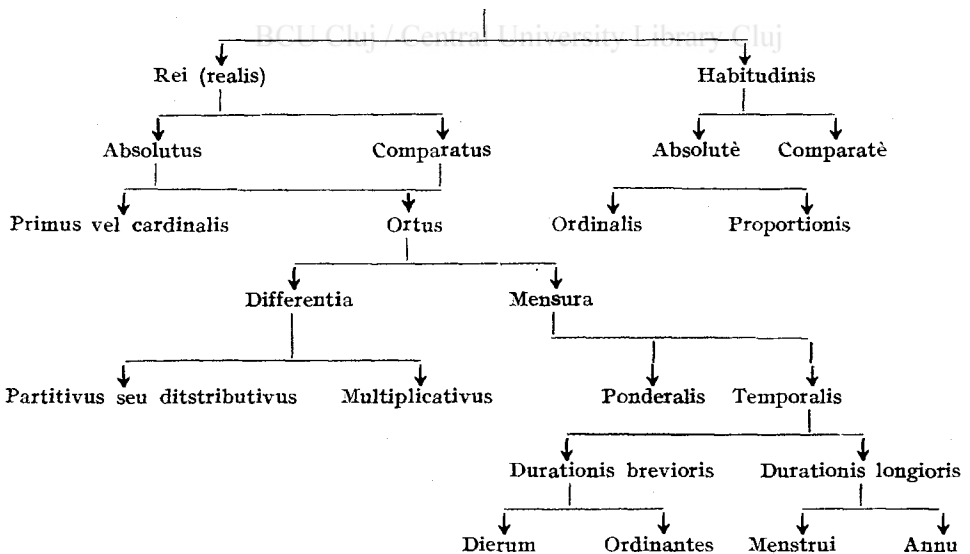 BCU Cluj / Central University Library Cluj
Rei (realis) Habitudinis
Absolutus Comparatus Absolutè Comparatè
Primus vel cardinalis Ortus Ordinalis Proportionis
Differentia Mensura
Partitivus seu ditstributivus Multiplicativus Ponderalis Temporalis
Durationis brevioris Durationis longioris
Dierum Ordinantes Menstrui Annu